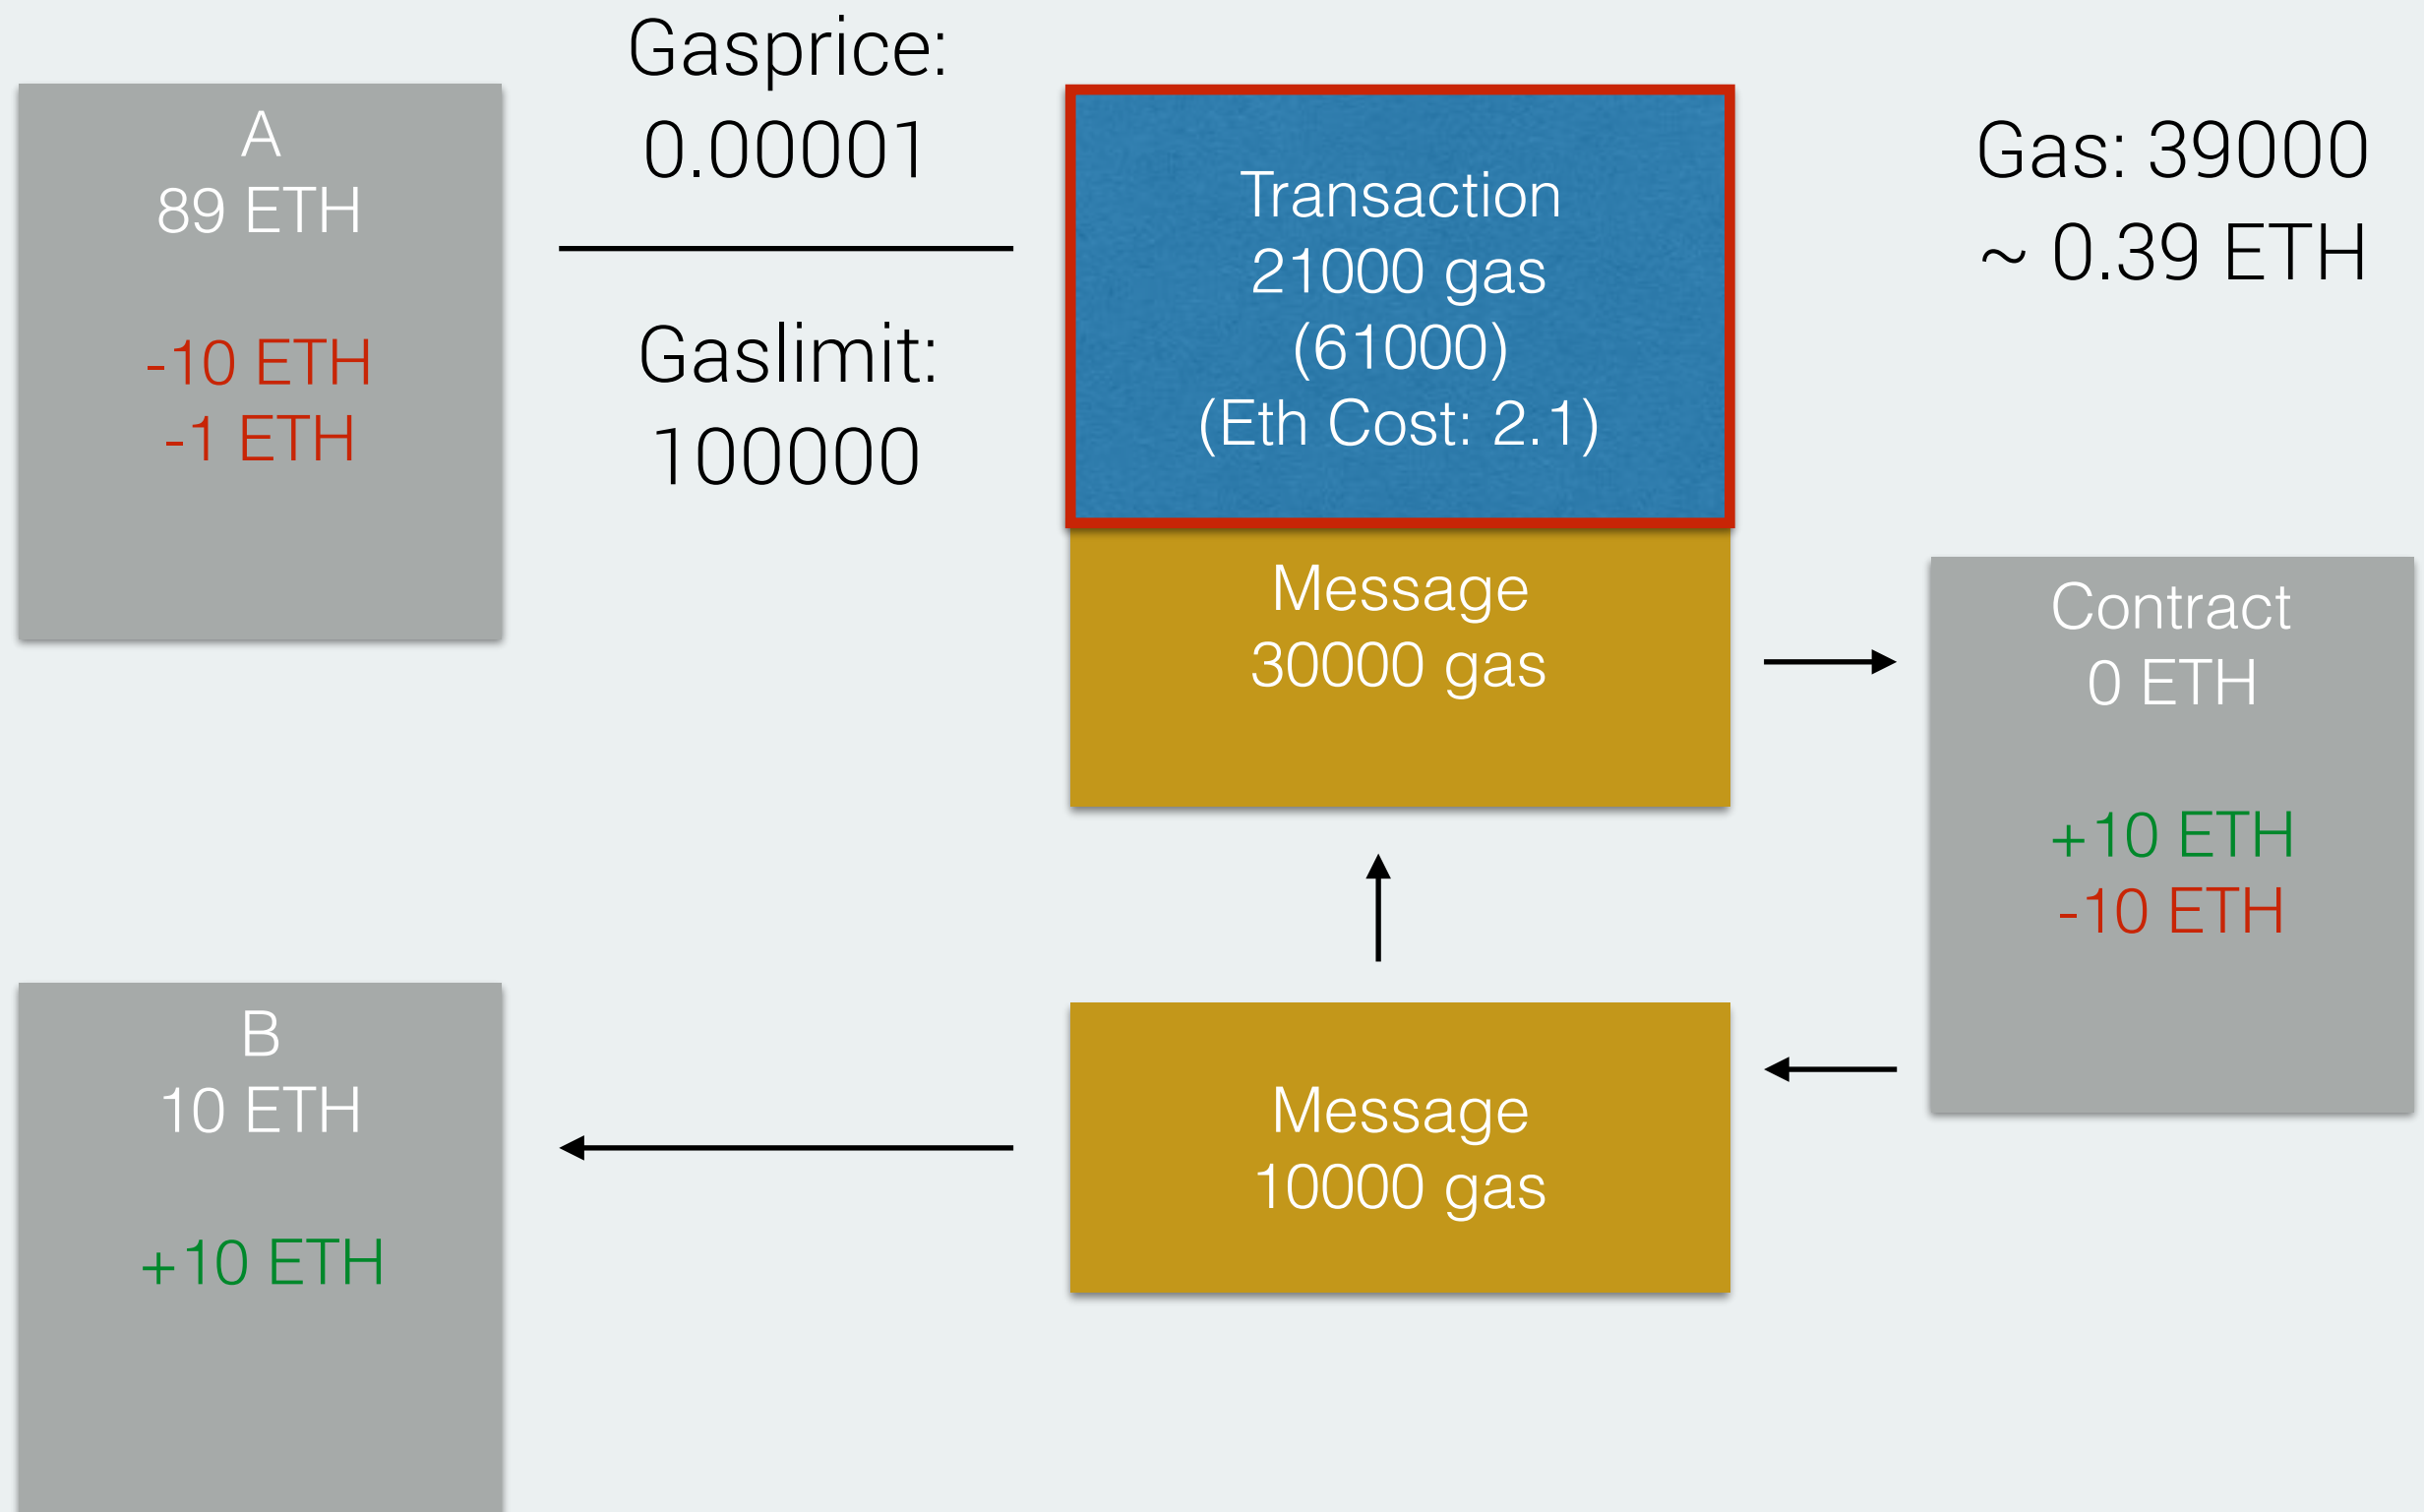 A
89 ETH
-10 ETH
-1 ETH
Gasprice:
0.00001
Gaslimit:
100000
Transaction
21000 gas
(61000)
(Eth Cost: 2.1)
Gas: 39000
~ 0.39 ETH
Message
30000 gas
Contract
0 ETH
+10 ETH
-10 ETH
B
10 ETH
+10 ETH
Message
10000 gas